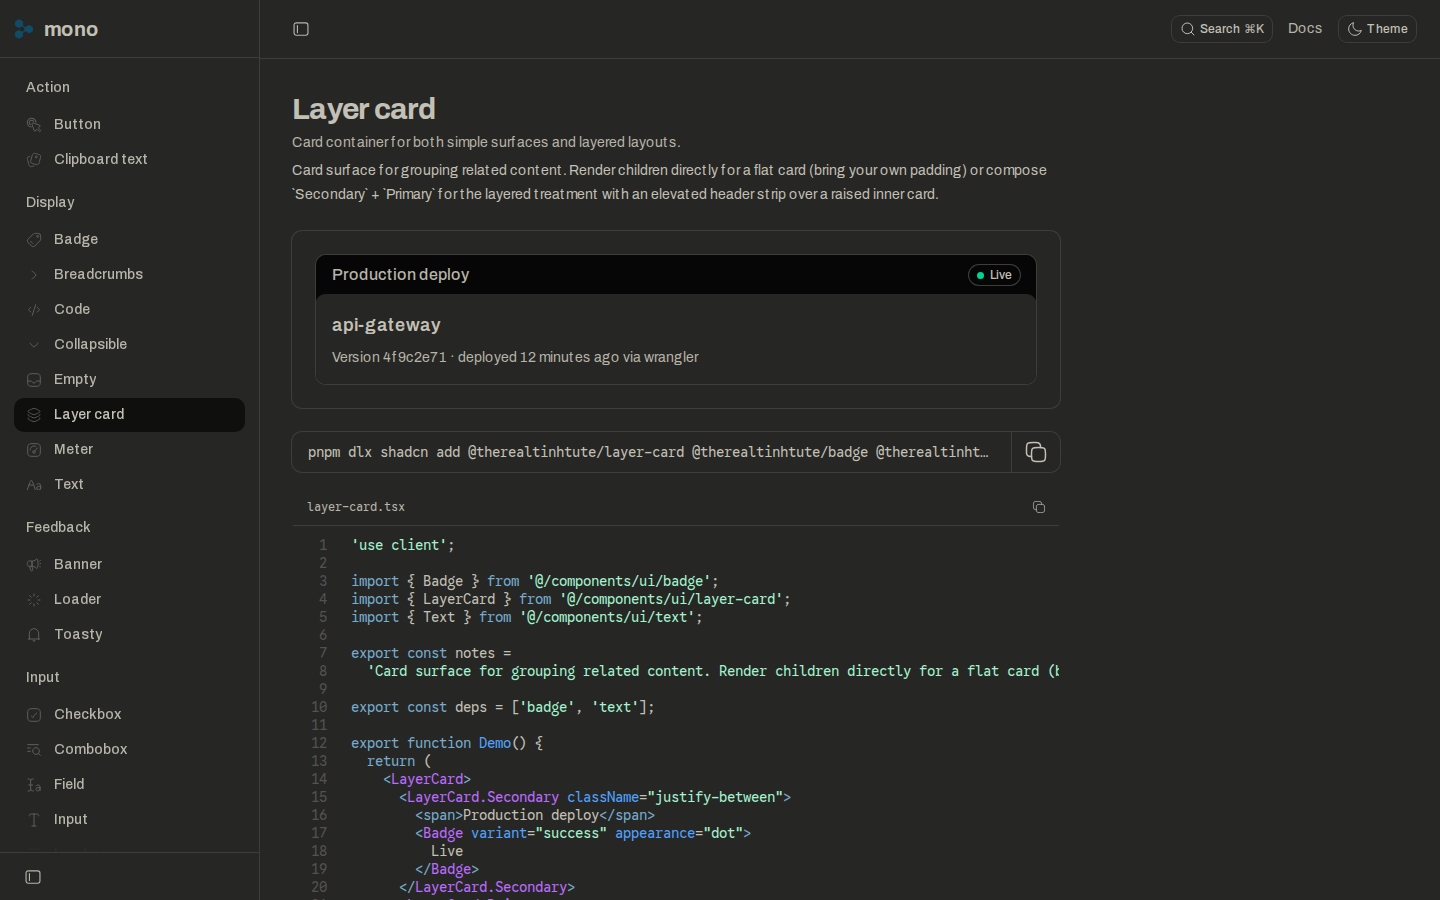 mono
Search ⌘K
Docs
Theme
Action
Button
Clipboard text
Display
Badge
Breadcrumbs
Code
Collapsible
Empty
Layer card
Meter
Text
Feedback
Banner
Loader
Toasty
Input
Checkbox
Combobox
Field
Input
Layer card
Card container for both simple surfaces and layered layouts.
Card surface for grouping related content. Render children directly for a flat card (bring your own padding) or compose
`Secondary` + `Primary` for the layered treatment with an elevated header strip over a raised inner card.
Production deploy
Live
api-gateway
Version 4f9c2e71 · deployed 12 minutes ago via wrangler
pnpm dlx shadcn add @therealtinhtute/layer-card @therealtinhtute/badge @therealtinht…
layer-card.tsx
1 'use client';
2
3 import { Badge } from '@/components/ui/badge';
4 import { LayerCard } from '@/components/ui/layer-card';
5 import { Text } from '@/components/ui/text';
6
7 export const notes =
8 'Card surface for grouping related content. Render children directly for a flat card (b
9
10 export const deps = ['badge', 'text'];
11
12 export function Demo() {
13 return (
14 <LayerCard>
15 <LayerCard.Secondary className="justify-between">
16 <span>Production deploy</span>
17 <Badge variant="success" appearance="dot">
18 Live
19 </Badge>
20 </LayerCard.Secondary>